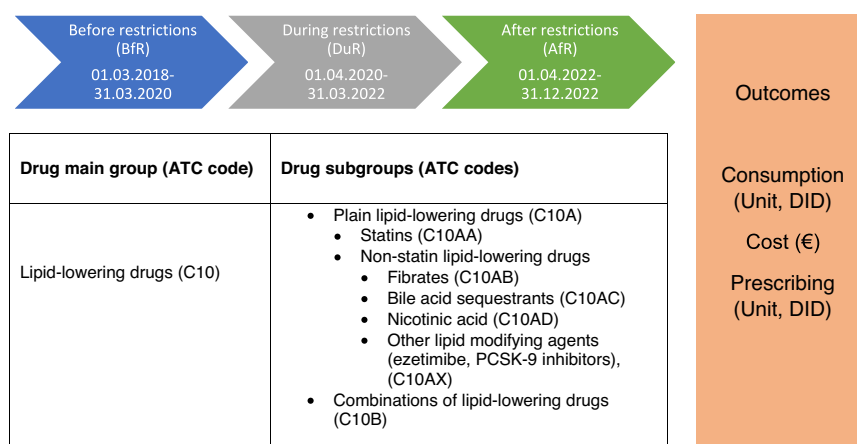 Before restrictions
(BfR)
01.03.2018-
31.03.2020
During restrictions
(DuR)
01.04.2020-
31.03.2022
After restrictions
(AfR)
01.04.2022-
31.12.2022
Drug main group (ATC code)
Drug subgroups (ATC codes)
Lipid-lowering drugs (C10)
• Plain lipid-lowering drugs (C10A)
• Statins (C10AA)
• Non-statin lipid-lowering drugs
• Fibrates (C10AB)
• Bile acid sequestrants (C10AC)
• Nicotinic acid (C10AD)
• Other lipid modifying agents
(ezetimibe, PCSK-9 inhibitors),
(C10AX)
• Combinations of lipid-lowering drugs
(C10B)
Outcomes
Consumption
(Unit, DID)
Cost (€)
Prescribing
(Unit, DID)